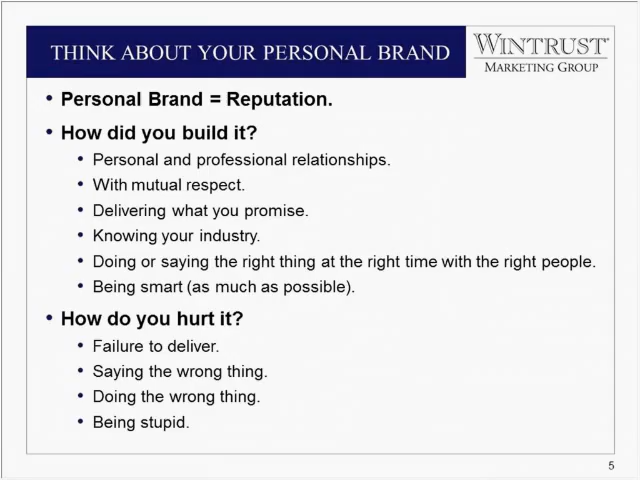 THINK ABOUT YOUR PERSONAL BRAND
WINTRUST®
MARKETING GROUP
• Personal Brand = Reputation.
• How did you build it?
• Personal and professional relationships.
• With mutual respect.
• Delivering what you promise.
• Knowing your industry.
• Doing or saying the right thing at the right time with the right people.
• Being smart (as much as possible).
• How do you hurt it?
• Failure to deliver.
• Saying the wrong thing.
• Doing the wrong thing.
• Being stupid.
5